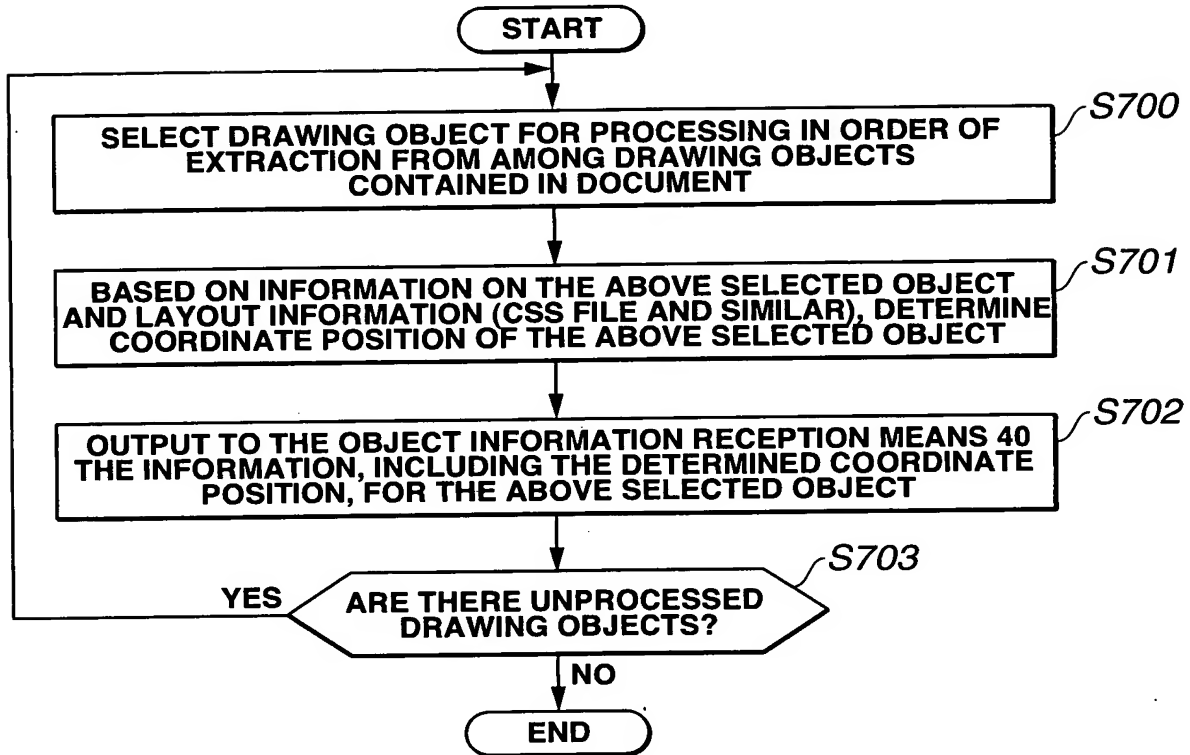 START
S700
SELECT DRAWING OBJECT FOR PROCESSING IN ORDER OF
EXTRACTION FROM AMONG DRAWING OBJECTS
CONTAINED IN DOCUMENT
S701
BASED ON INFORMATION ON THE ABOVE SELECTED OBJECT
AND LAYOUT INFORMATION (CSS FILE AND SIMILAR), DETERMINE
COORDINATE POSITION OF THE ABOVE SELECTED OBJECT
S702
OUTPUT TO THE OBJECT INFORMATION RECEPTION MEANS 40
THE INFORMATION, INCLUDING THE DETERMINED COORDINATE
POSITION, FOR THE ABOVE SELECTED OBJECT
S703
YES
ARE THERE UNPROCESSED
DRAWING OBJECTS?
NO
END